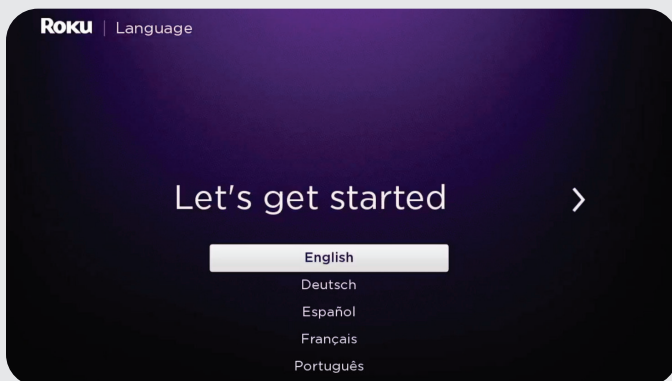 Roku | Language
Let's get started
English
Deutsch
Español
Français
Português